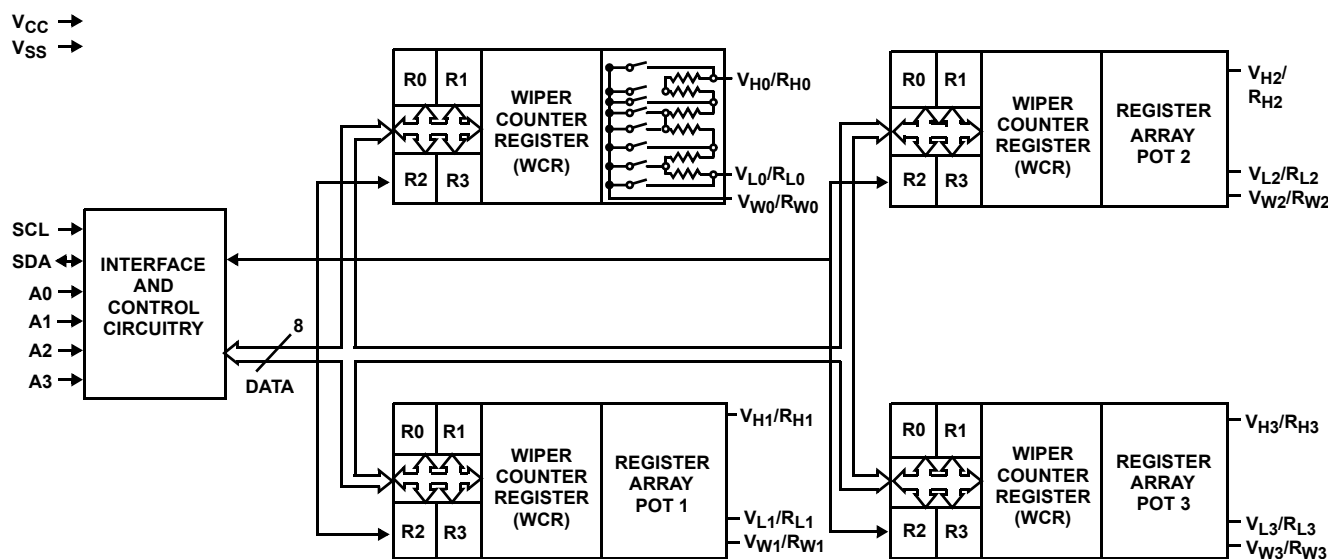 VCC
VSS
R0 R1
R2 R3
WIPER
COUNTER
REGISTER
(WCR)
VH0/RH0
VL0/RL0
VW0/RW0
R0 R1
R2 R3
WIPER
COUNTER
REGISTER
(WCR)
REGISTER
ARRAY
POT 2
VH2/
RH2
VL2/RL2
VW2/RW2
SCL
SDA
A0
A1
A2
A3
INTERFACE
AND
CONTROL
CIRCUITRY
8
DATA
R0 R1
R2 R3
WIPER
COUNTER
REGISTER
(WCR)
REGISTER
ARRAY
POT 1
VH1/RH1
VL1/RL1
VW1/RW1
R0 R1
R2 R3
WIPER
COUNTER
REGISTER
(WCR)
REGISTER
ARRAY
POT 3
VH3/RH3
VL3/RL3
VW3/RW3